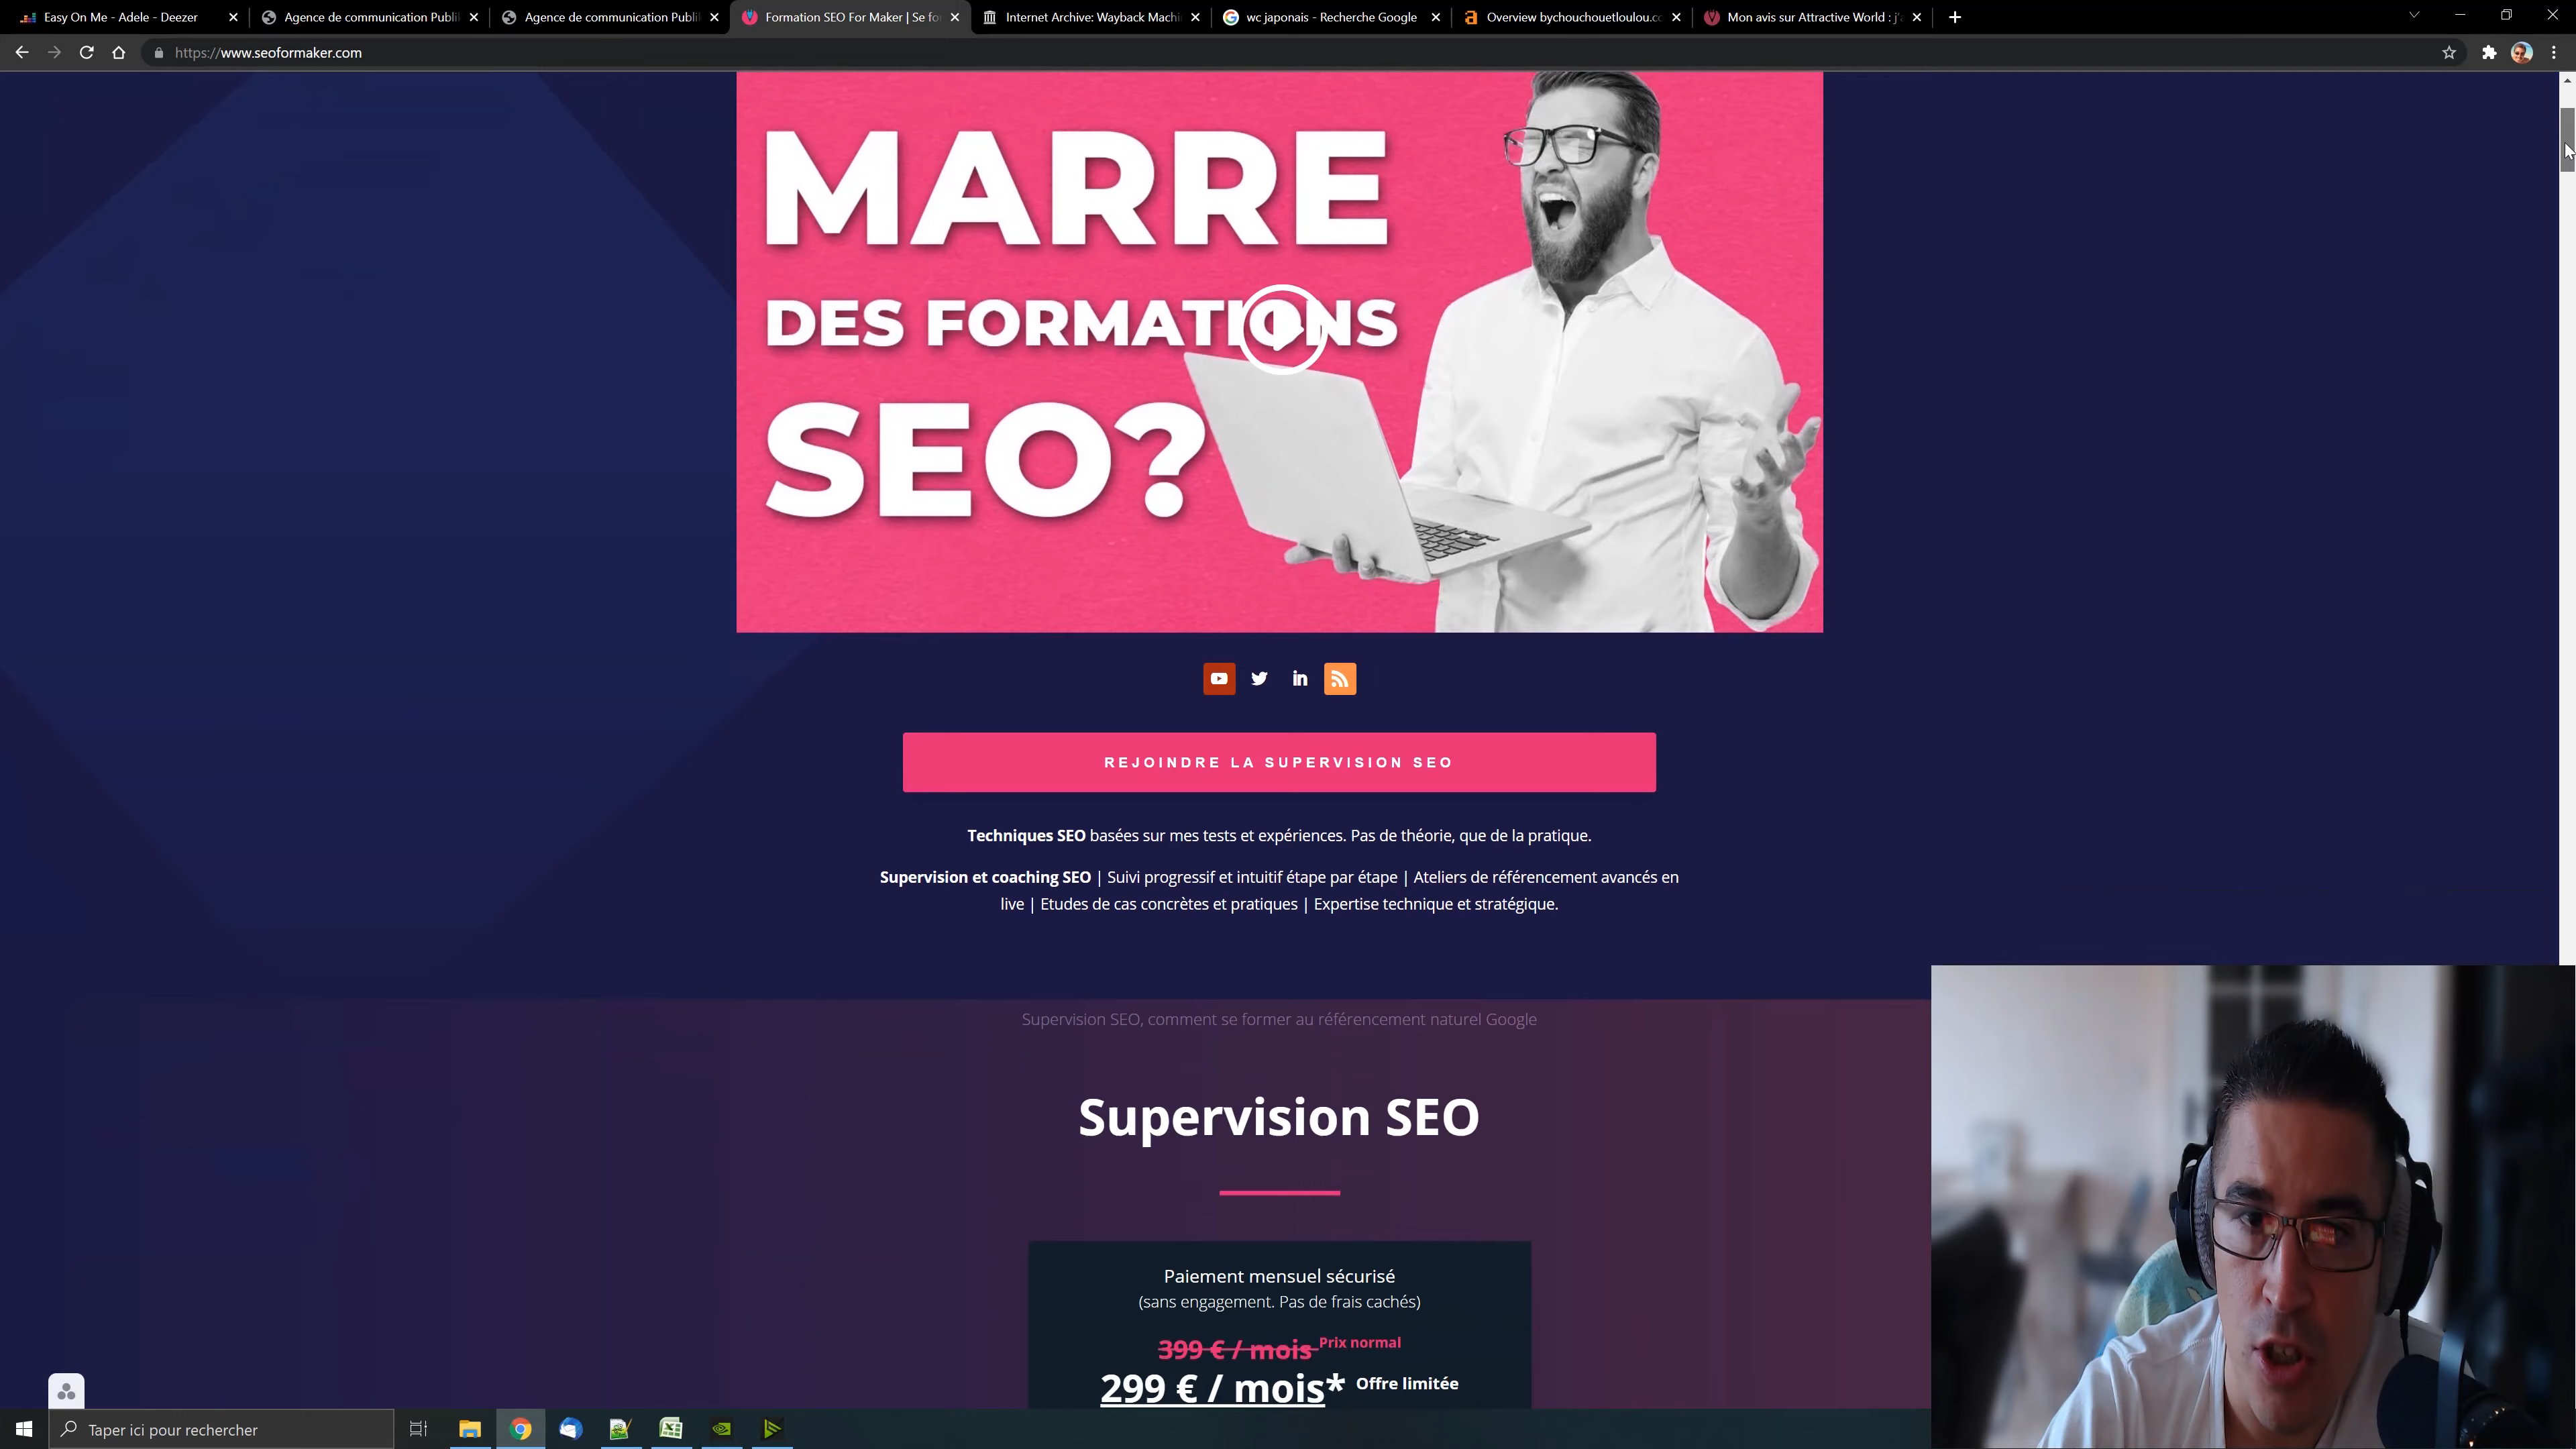 Easy On Me - Adele - Deezer
Agence de communication Publi
Agence de communication Publi
Formation SEO For Maker | Se fo
Internet Archive: Wayback Machi
wc japonais - Recherche Google
Overview bychouchouetloulou.co
Mon avis sur Attractive World : j'
https://www.seoformaker.com
MARRE
DES FORMATIONS
SEO?
REJOINDRE LA SUPERVISION SEO
Techniques SEO basées sur mes tests et expériences. Pas de théorie, que de la pratique.
Supervision et coaching SEO | Suivi progressif et intuitif étape par étape | Ateliers de référencement avancés en
live | Etudes de cas concrètes et pratiques | Expertise technique et stratégique.
Supervision SEO, comment se former au référencement naturel Google
Supervision SEO
Paiement mensuel sécurisé
(sans engagement. Pas de frais cachés)
399 € / mois Prix normal
299 € / mois* Offre limitée
Taper ici pour rechercher